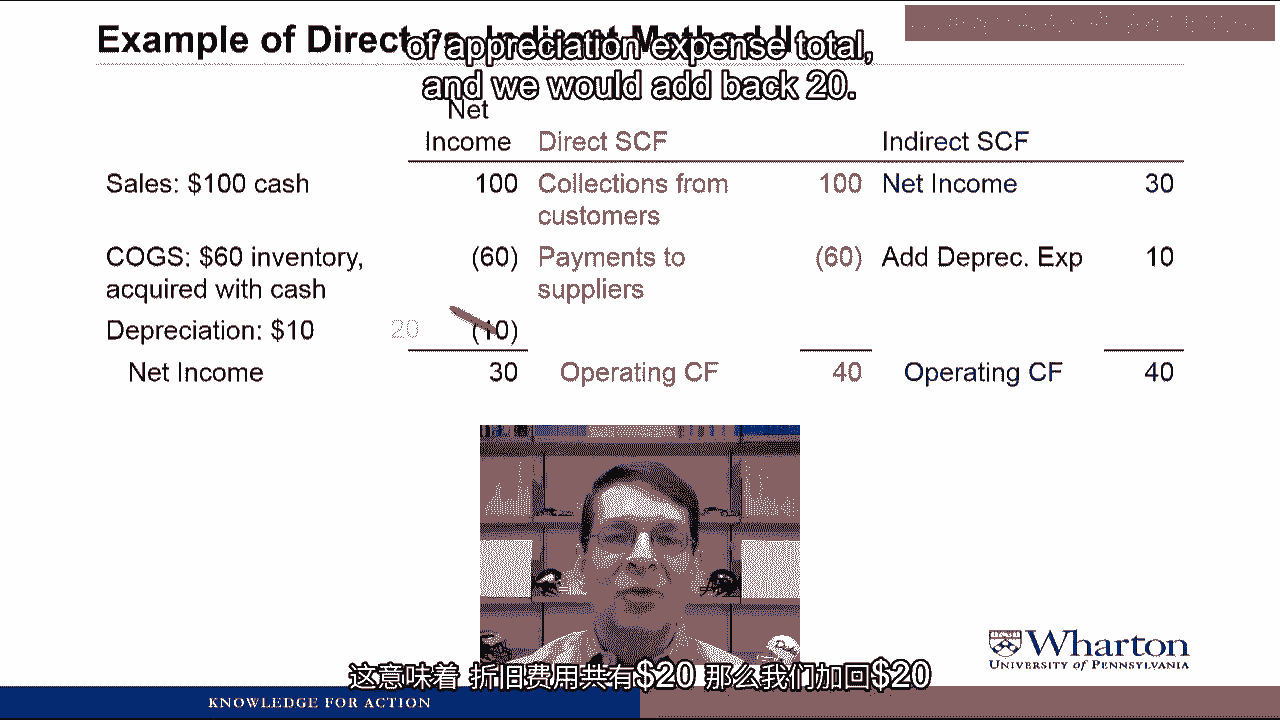 Example of Direct vs. Indirect Method II
of appreciation expense total,
and we would add back 20.
Net
Income Direct SCF Indirect SCF
Sales: $100 cash 100 Collections from 100 Net Income 30
customers
COGS: $60 inventory, (60) Payments to (60) Add Deprec. Exp 10
acquired with cash suppliers
Depreciation: $10 20 (10)
Net Income 30 Operating CF 40 Operating CF 40
Wharton
UNIVERSITY of PENNSYLVANIA
这意味着 折旧费用共有$20 那么我们加回$20
KNOWLEDGE FOR ACTION